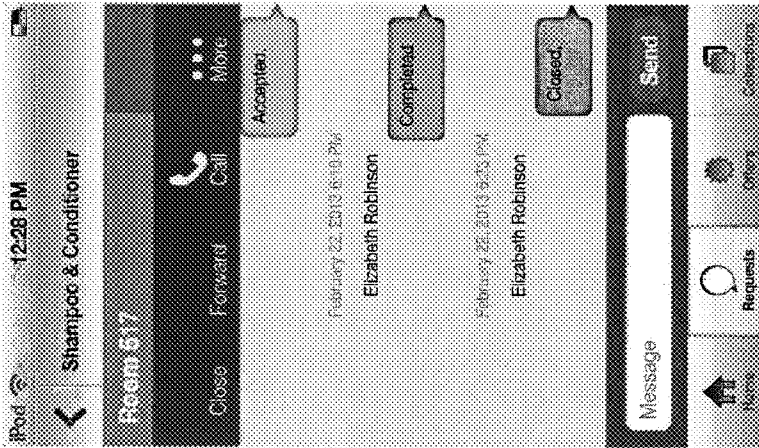 iPod 12:28 PM
Shampoo & Conditioner
Room 617
Close Forward Call More
Accepted.
February 22, 2013 6:10 PM
Elizabeth Robinson
Completed
February 22, 2013 6:23 PM
Elizabeth Robinson
Closed.
Message Send
Home Requests Offers Collections